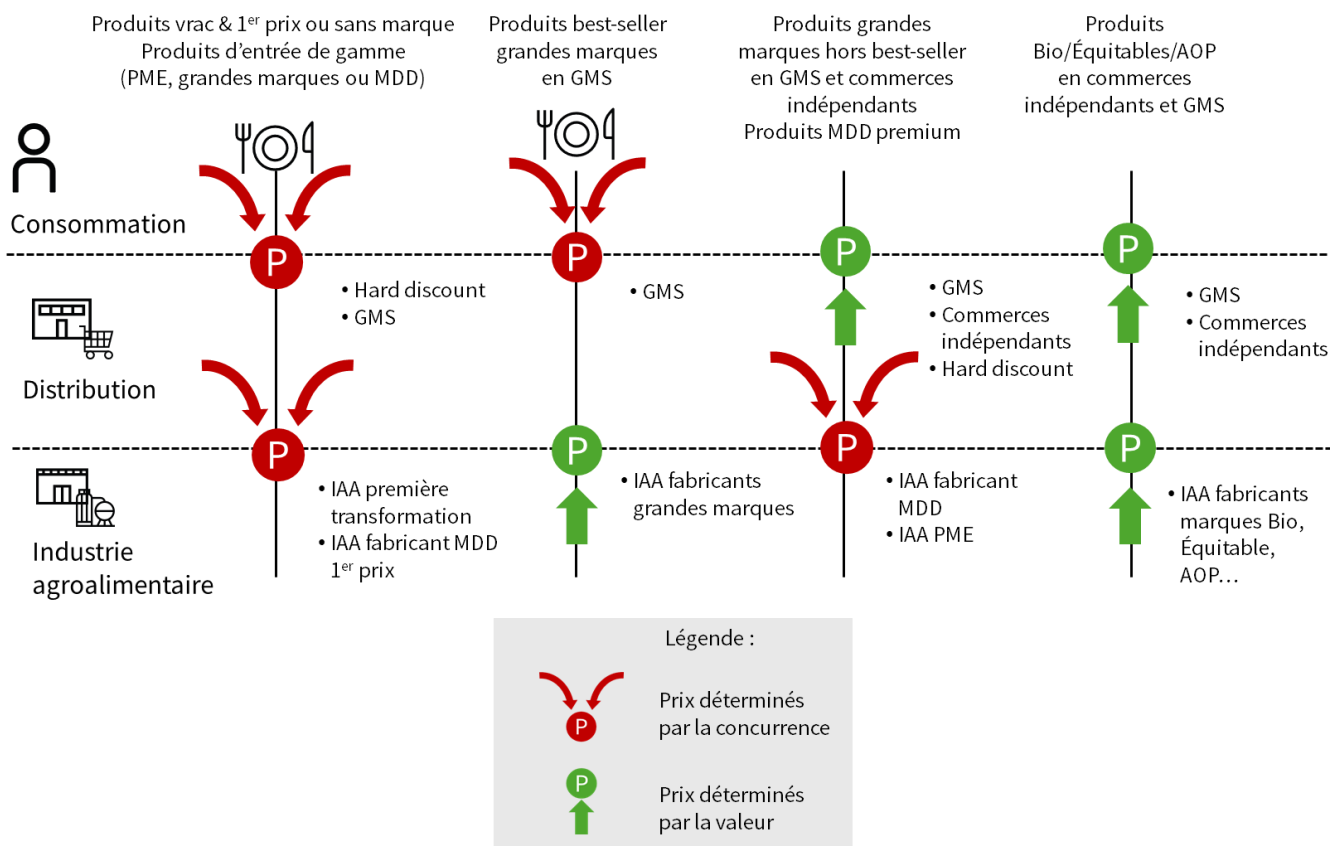 Produits vrac & 1er prix ou sans marque
Produits d’entrée de gamme
(PME, grandes marques ou MDD)
Produits best-seller
grandes marques
en GMS
Produits grandes
marques hors best-seller
en GMS et commerces
indépendants
Produits MDD premium
Produits
Bio/Équitables/AOP
en commerces
indépendants et GMS
Consommation
P
P
P
P
• Hard discount
• GMS
• GMS
• GMS
• Commerces
indépendants
• Hard discount
• GMS
• Commerces
indépendants
Distribution
P
P
P
P
• IAA première
transformation
• IAA fabricant MDD
1er prix
• IAA fabricants
grandes marques
• IAA fabricant
MDD
• IAA PME
• IAA fabricants
marques Bio,
Équitable,
AOP…
Industrie
agroalimentaire
Légende :
P
Prix déterminés
par la concurrence
P
Prix déterminés
par la valeur